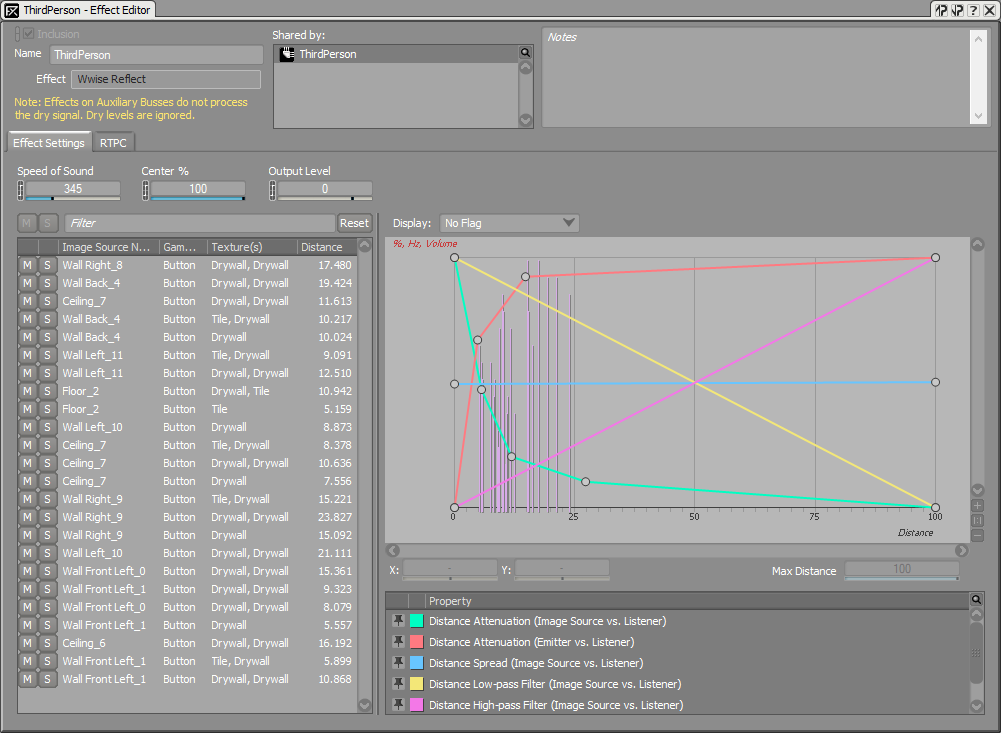 ThirdPerson - Effect Editor
Inclusion
Name ThirdPerson
Effect Wwise Reflect
Note: Effects on Auxiliary Busses do not process
the dry signal. Dry levels are ignored.
Shared by:
ThirdPerson
Notes
Effect Settings RTPC
Speed of Sound Center % Output Level
345 100 0
M S Filter Reset
Image Source N... Gam... Texture(s) Distance
M S Wall Right_8 Button Drywall, Drywall 17.480
M S Wall Back_4 Button Drywall, Drywall 19.424
M S Ceiling_7 Button Drywall, Drywall 11.613
M S Wall Back_4 Button Tile, Drywall 10.217
M S Wall Back_4 Button Drywall 10.024
M S Wall Left_11 Button Tile, Drywall 9.091
M S Wall Left_11 Button Drywall, Drywall 12.510
M S Floor_2 Button Drywall, Tile 10.942
M S Floor_2 Button Tile 5.159
M S Wall Left_10 Button Drywall 8.873
M S Ceiling_7 Button Tile, Drywall 8.378
M S Ceiling_7 Button Drywall, Drywall 10.636
M S Ceiling_7 Button Drywall 7.556
M S Wall Right_9 Button Tile, Drywall 15.221
M S Wall Right_9 Button Drywall, Drywall 23.827
M S Wall Right_9 Button Drywall 15.092
M S Wall Left_10 Button Drywall, Drywall 21.111
M S Wall Front Left_0 Button Drywall, Drywall 15.361
M S Wall Front Left_1 Button Drywall, Drywall 9.323
M S Wall Front Left_0 Button Drywall, Drywall 8.079
M S Wall Front Left_1 Button Drywall 5.557
M S Ceiling_6 Button Drywall, Drywall 16.192
M S Wall Front Left_1 Button Tile, Drywall 5.899
M S Wall Front Left_1 Button Drywall, Drywall 10.868
Display: No Flag
%, Hz, Volume
0 25 50 75 100
Distance
X: - Y: - Max Distance 100
Property
Distance Attenuation (Image Source vs. Listener)
Distance Attenuation (Emitter vs. Listener)
Distance Spread (Image Source vs. Listener)
Distance Low-pass Filter (Image Source vs. Listener)
Distance High-pass Filter (Image Source vs. Listener)